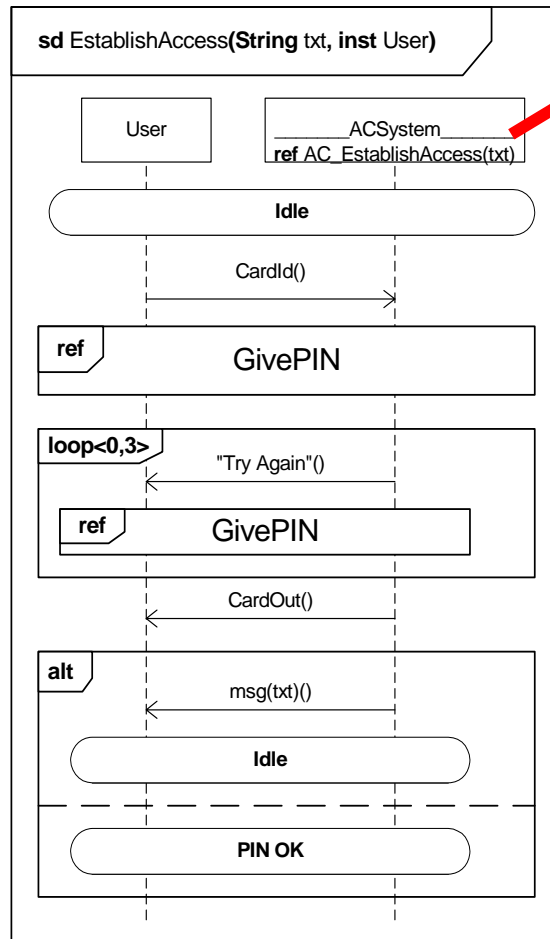 sd EstablishAccess(String txt, inst User)
User
_______ACSystem_______
ref AC_EstablishAccess(txt)
Idle
CardId()
ref
GivePIN
loop<0,3>
"Try Again"()
ref
GivePIN
CardOut()
alt
msg(txt)()
Idle
PIN OK